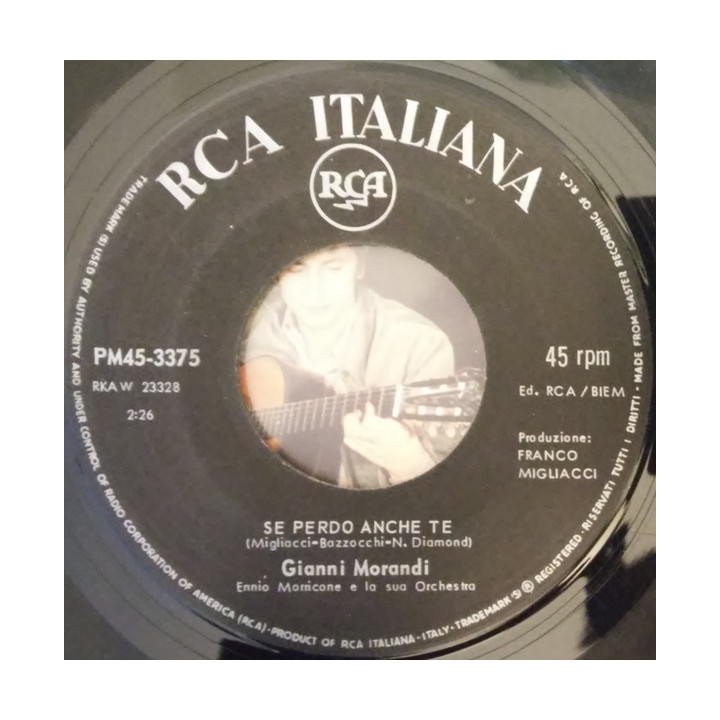 RCA ITALIANA
RCA
PM45-3375
RKAW 23328
2:26
45 rpm
Ed. RCA/BIEM
Produzione:
FRANCO
MIGLIACCI
SE PERDO ANCHE TE
(Migliacci-Bazzocchi-N. Diamond)
Gianni Morandi
Ennio Morricone e la sua Orchestra
TRADEMARK (S) USED BY AUTHORITY AND UNDER CONTROL OF RADIO CORPORATION OF AMERICA (RCA)-PRODUCT OF RCA ITALIANA-ITALY-TRADEMARK (S) ® REGISTERED-RISERVATI TUTTI I DIRITTI-MADE FROM MASTER RECORDING OF RCA